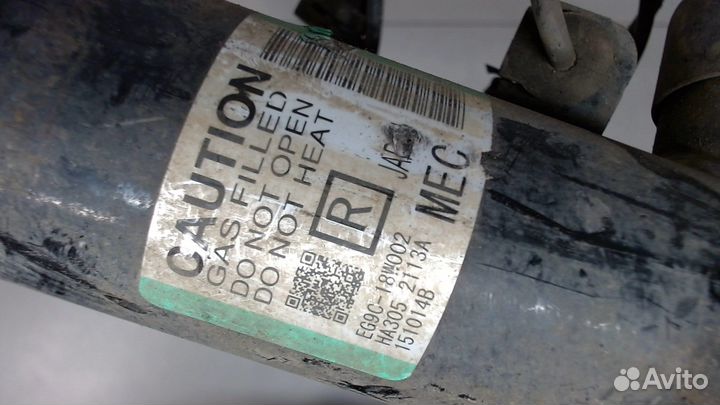 CAUTION
GAS FILLED
DO NOT OPEN
DO NOT HEAT
R
MEC
EG9C-18W002
HA305 2113A
151014B
Avito